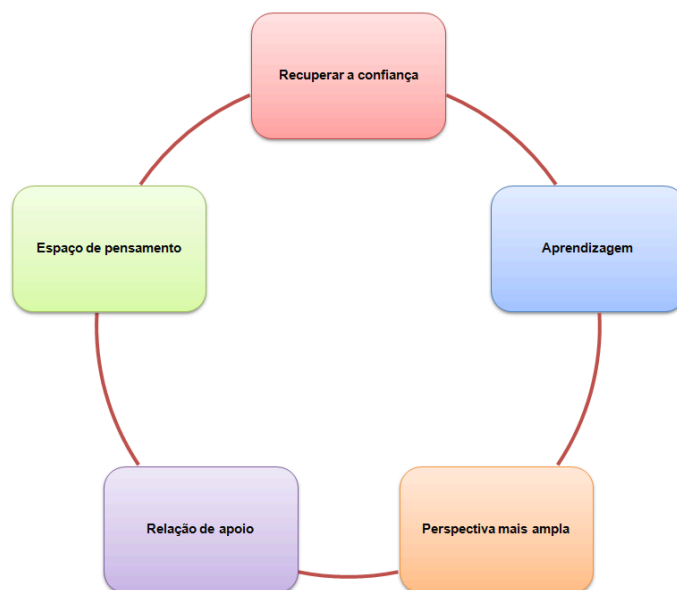 Recuperar a confiança
Espaço de pensamento
Aprendizagem
Relação de apoio
Perspectiva mais ampla